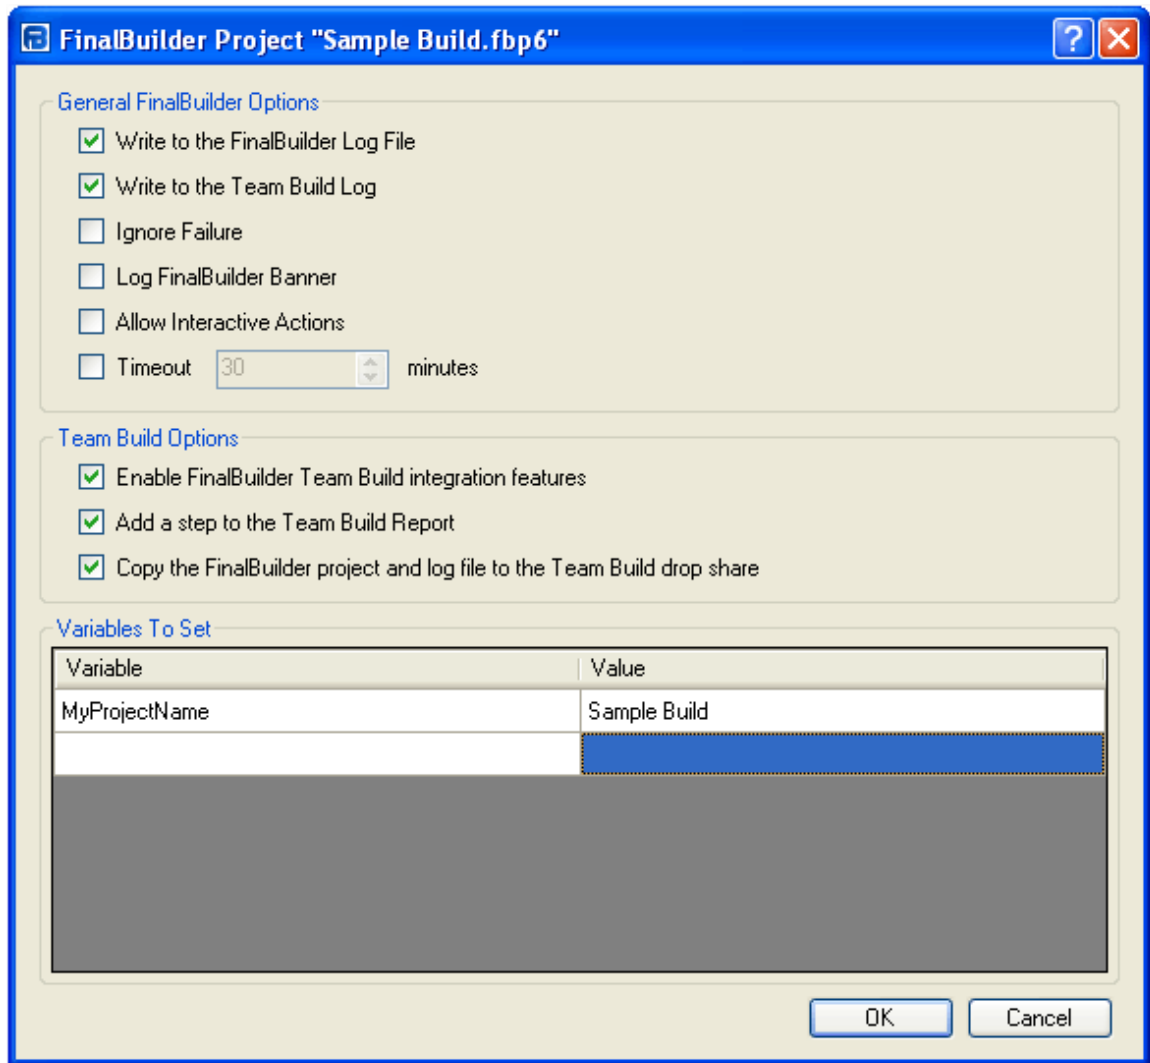 FinalBuilder Project "Sample Build.fbp6"
General FinalBuilder Options
Write to the FinalBuilder Log File
Write to the Team Build Log
Ignore Failure
Log FinalBuilder Banner
Allow Interactive Actions
Timeout 30 minutes
Team Build Options
Enable FinalBuilder Team Build integration features
Add a step to the Team Build Report
Copy the FinalBuilder project and log file to the Team Build drop share
Variables To Set
Variable Value
MyProjectName Sample Build
OK Cancel